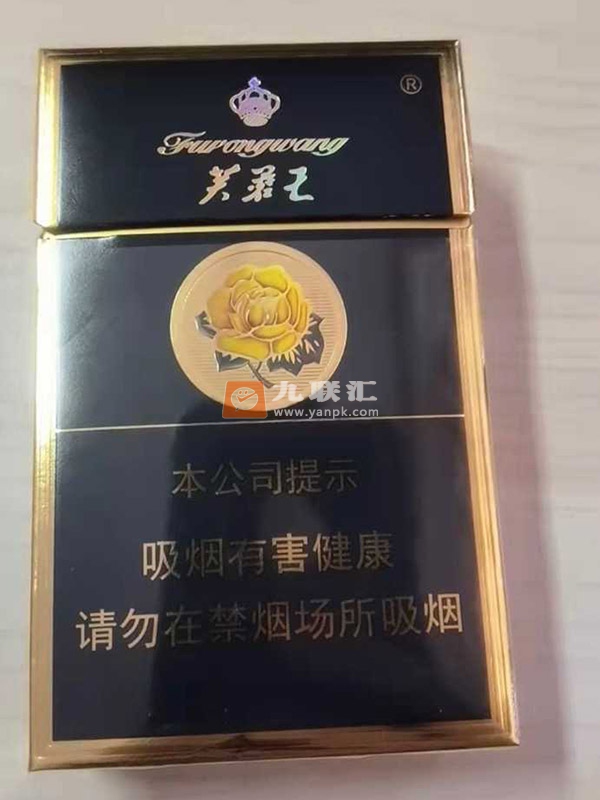 ®
Furongwang
芙蓉王
九联汇
www.yanpk.com
本公司提示
吸烟有害健康
请勿在禁烟场所吸烟